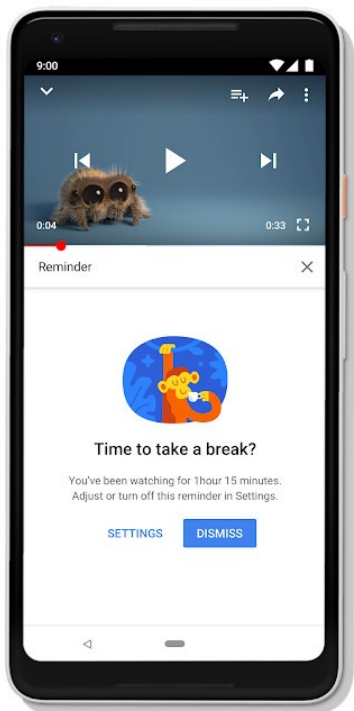 9:00
0:04
0:33
Reminder
Time to take a break?
You've been watching for 1hour 15 minutes.
Adjust or turn off this reminder in Settings.
SETTINGS
DISMISS